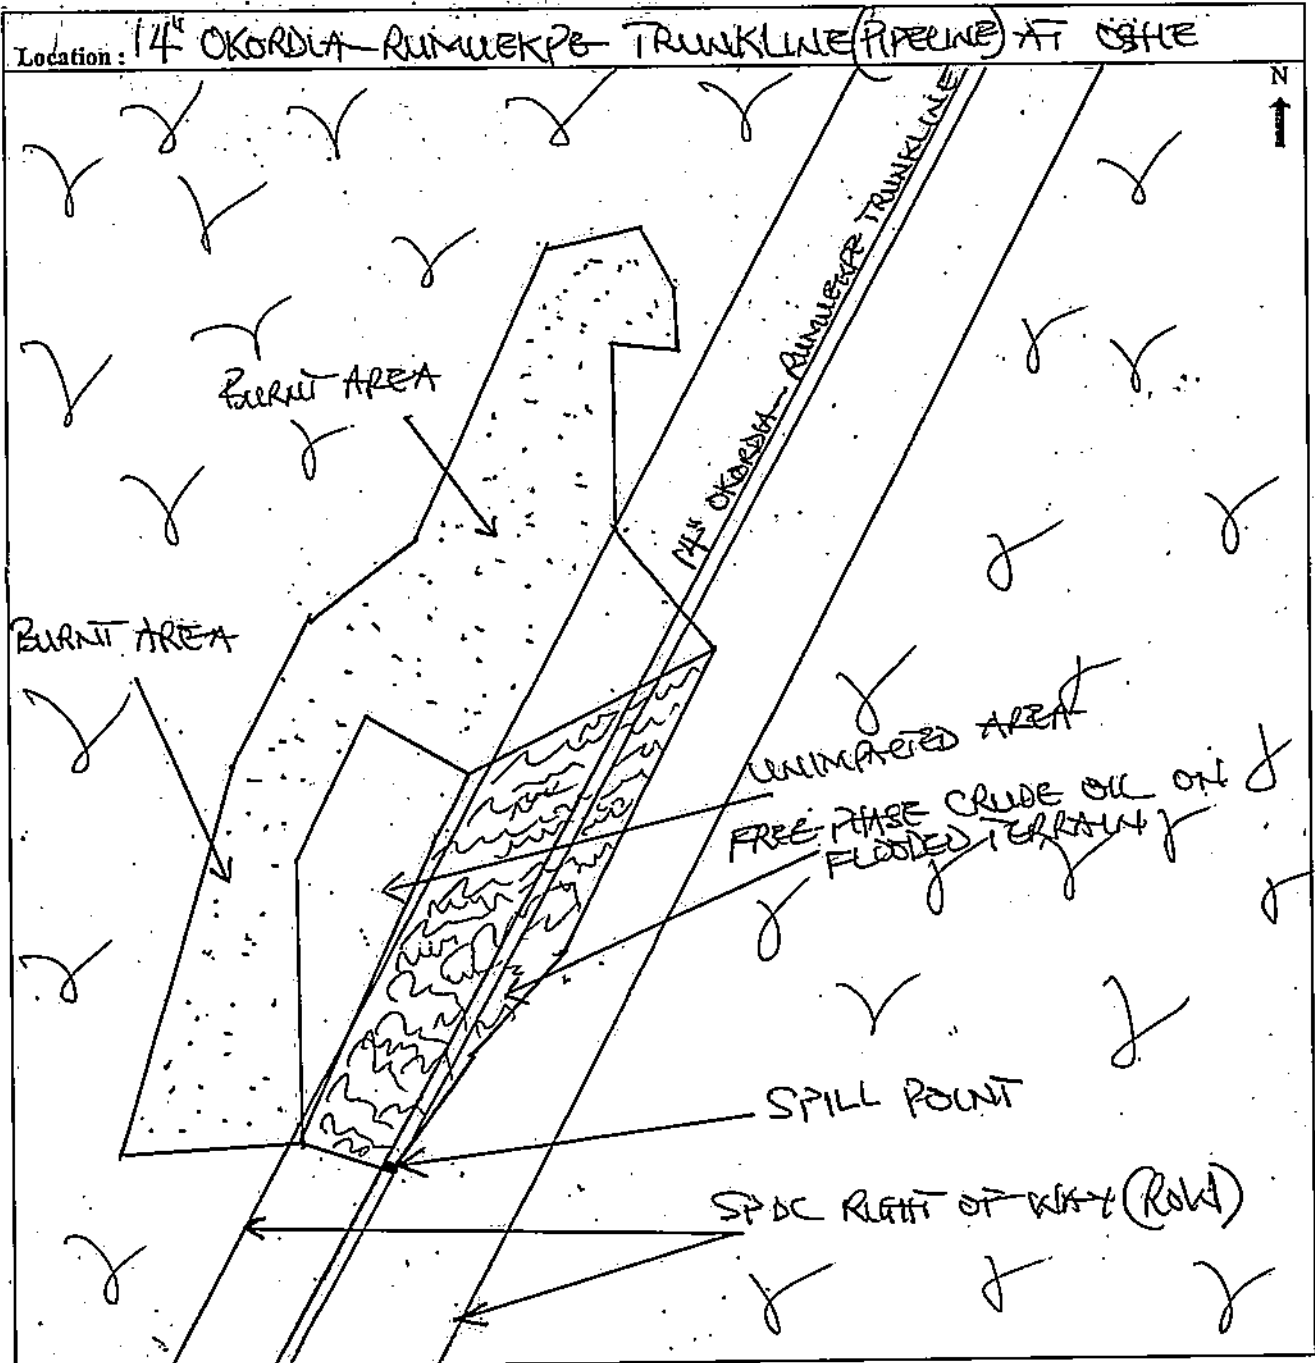 Location : 14" OKORDIA-RUMUEKPE TRUNKLINE (PIPELINE) AT OSHIE
N
14" OKORDIA - RUMUEKPE TRUNKLINE
BURNT AREA
BURNT AREA
UNIMPACTED AREA
FREE-PHASE CRUDE OIL ON
FLOODED TERRAIN
SPILL POINT
SPDC RIGHT OF WAY (ROW)